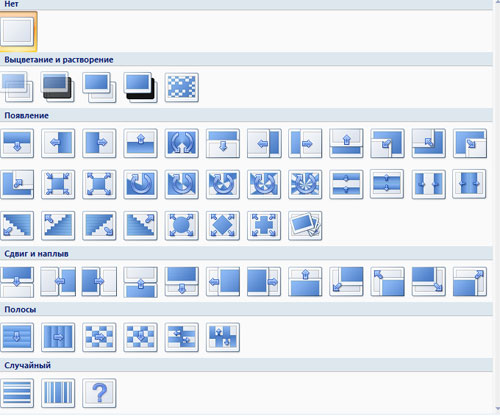 Нет
Выцветание и растворение
Появление
Сдвиг и наплыв
Полосы
Случайный
?